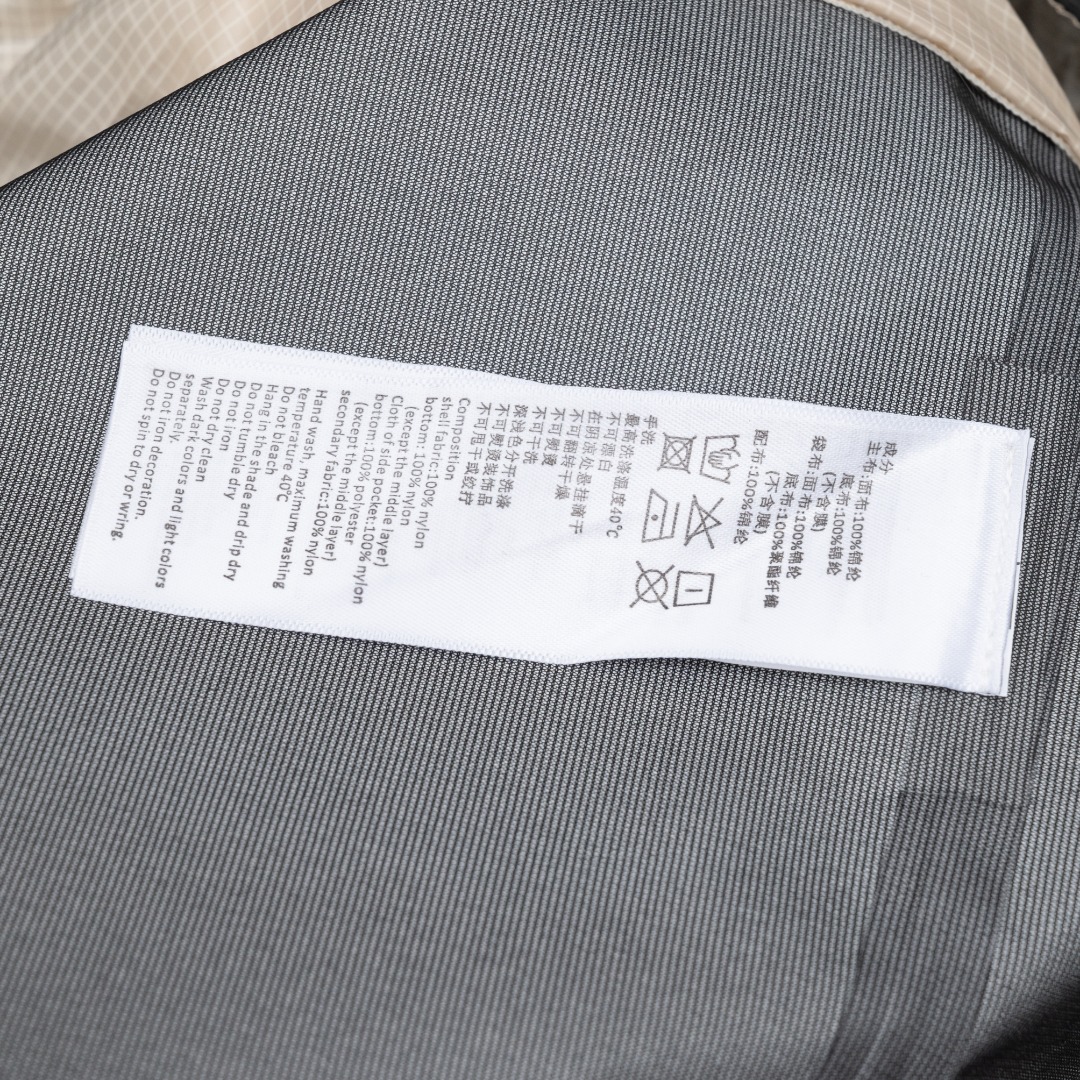 成分
主布:面布:100%锦纶
底布:100%锦纶
(不含膜)
袋布:面布:100%锦纶
底布:100%聚酯纤维
(不含膜)
配布:100%锦纶
手洗
最高洗涤温度40℃
不可漂白
在阴凉处悬挂滴干
不可翻转干燥
不可熨烫
不可干洗
深浅色分开洗涤
不可熨烫装饰品
不可甩干或绞拧
Composition
shell fabric:100% nylon
bottom:100% nylon
(except the middle layer)
Cloth of side pocket:100% nylon
bottom:100% polyester
(except the middle layer)
secondary fabric:100% nylon
Hand wash, maximum washing
temperature 40℃
Do not bleach
Hang in the shade and drip dry
Do not tumble dry
Do not iron
Do not dry clean
Wash dark colors and light colors
separately.
Do not iron decoration.
Do not spin to dry or wring.